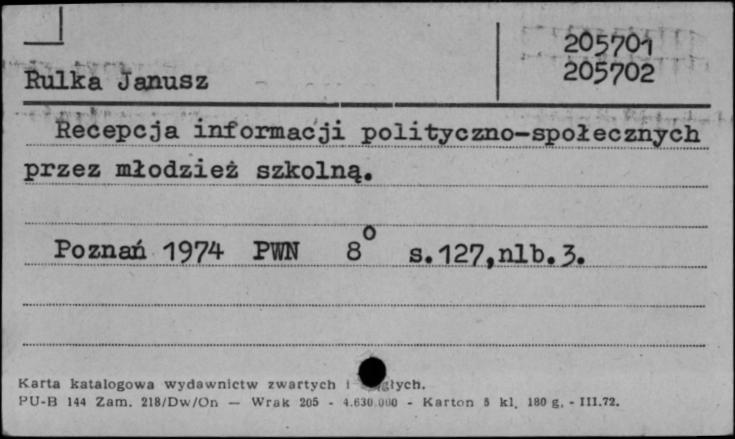 205701
205702
Rulka Janusz
Recepcja informacji polityczno-społecznych
przez młodzież szkolną.
Poznań 1974 PWN 8° s.127,nlb.3.
Karta katalogowa wydawnictw zwartych i
PU-B 144 Zam. 218/Dw/On — Wrak 205 - 4.630.000 - Karton 8 kl. 180 g. - III.72.